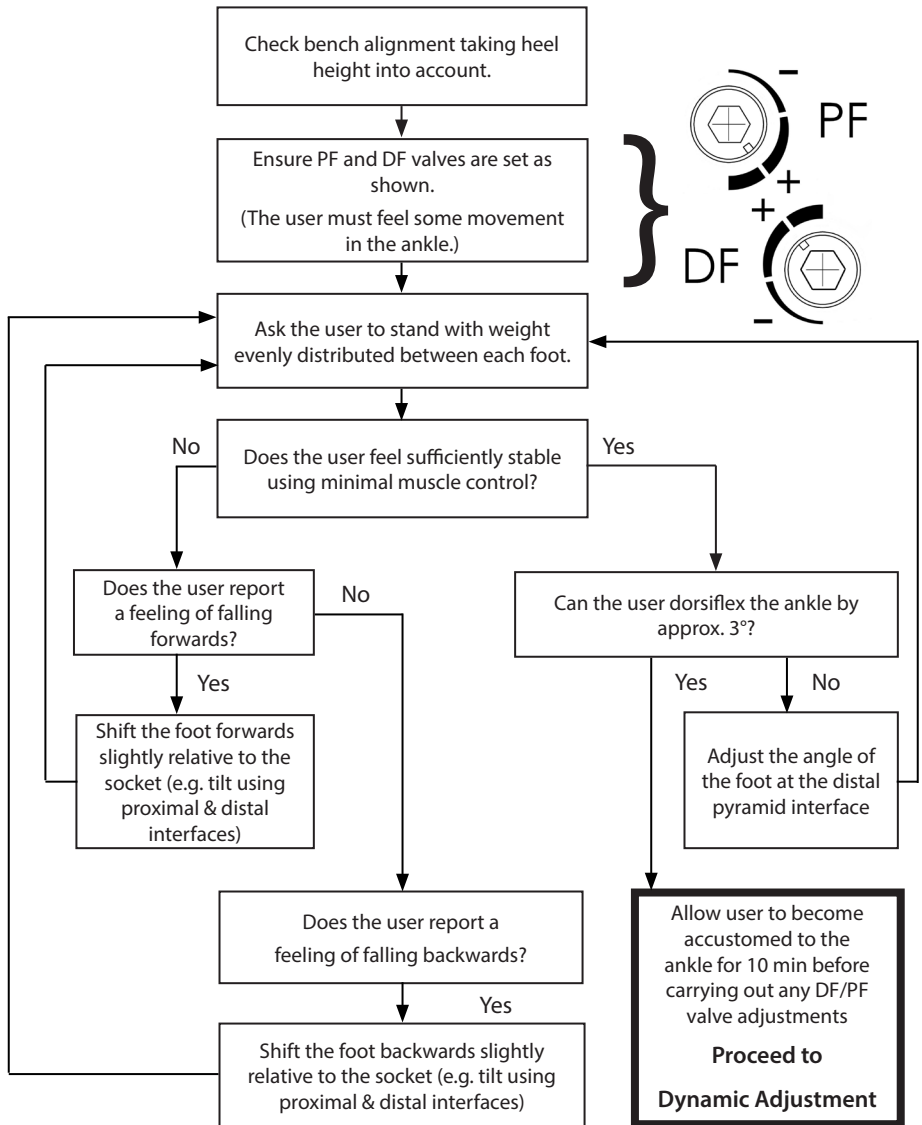 Check bench alignment taking heel
height into account.
Ensure PF and DF valves are set as
shown.
(The user must feel some movement
in the ankle.)
- PF +
+ DF -
Ask the user to stand with weight
evenly distributed between each foot.
No
Does the user feel sufficiently stable
using minimal muscle control?
Yes
Does the user report
a feeling of falling
forwards?
No
Yes
Shift the foot forwards
slightly relative to the
socket (e.g. tilt using
proximal & distal
interfaces)
Can the user dorsiflex the ankle by
approx. 3°?
Yes
No
Adjust the angle of
the foot at the distal
pyramid interface
Does the user report a
feeling of falling backwards?
Yes
Shift the foot backwards slightly
relative to the socket (e.g. tilt using
proximal & distal interfaces)
Allow user to become
accustomed to the
ankle for 10 min before
carrying out any DF/PF
valve adjustments
Proceed to
Dynamic Adjustment